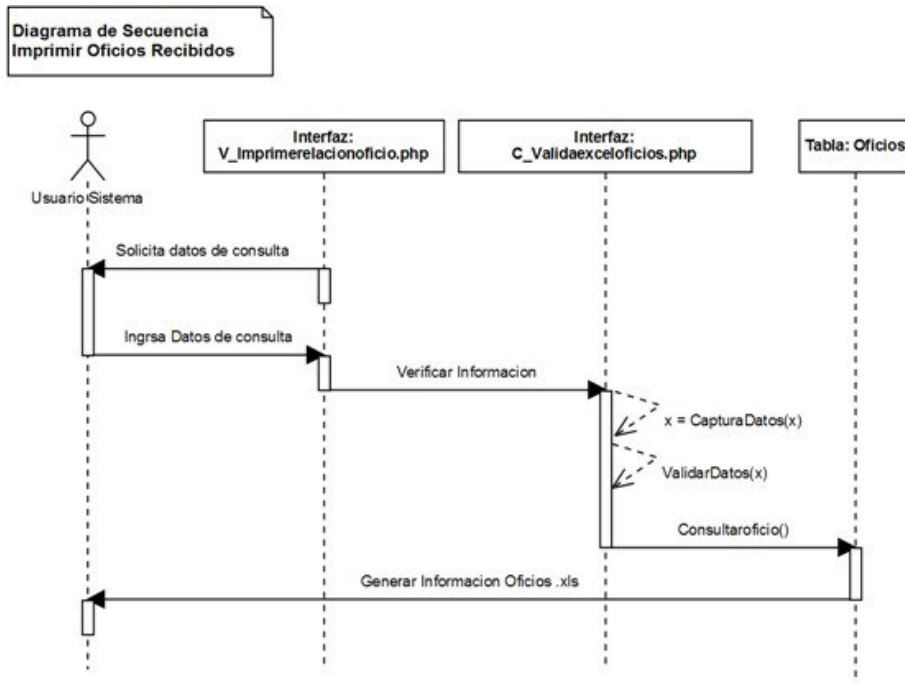 Diagrama de Secuencia
Imprimir Oficios Recibidos
Interfaz:
V_Imprimerelacionoficio.php
Interfaz:
C_Validaexceloficios.php
Tabla: Oficios
Usuario Sistema
Solicita datos de consulta
Ingrsa Datos de consulta
Verificar Informacion
x = CapturaDatos(x)
ValidarDatos(x)
Consultaroficio()
Generar Informacion Oficios .xls